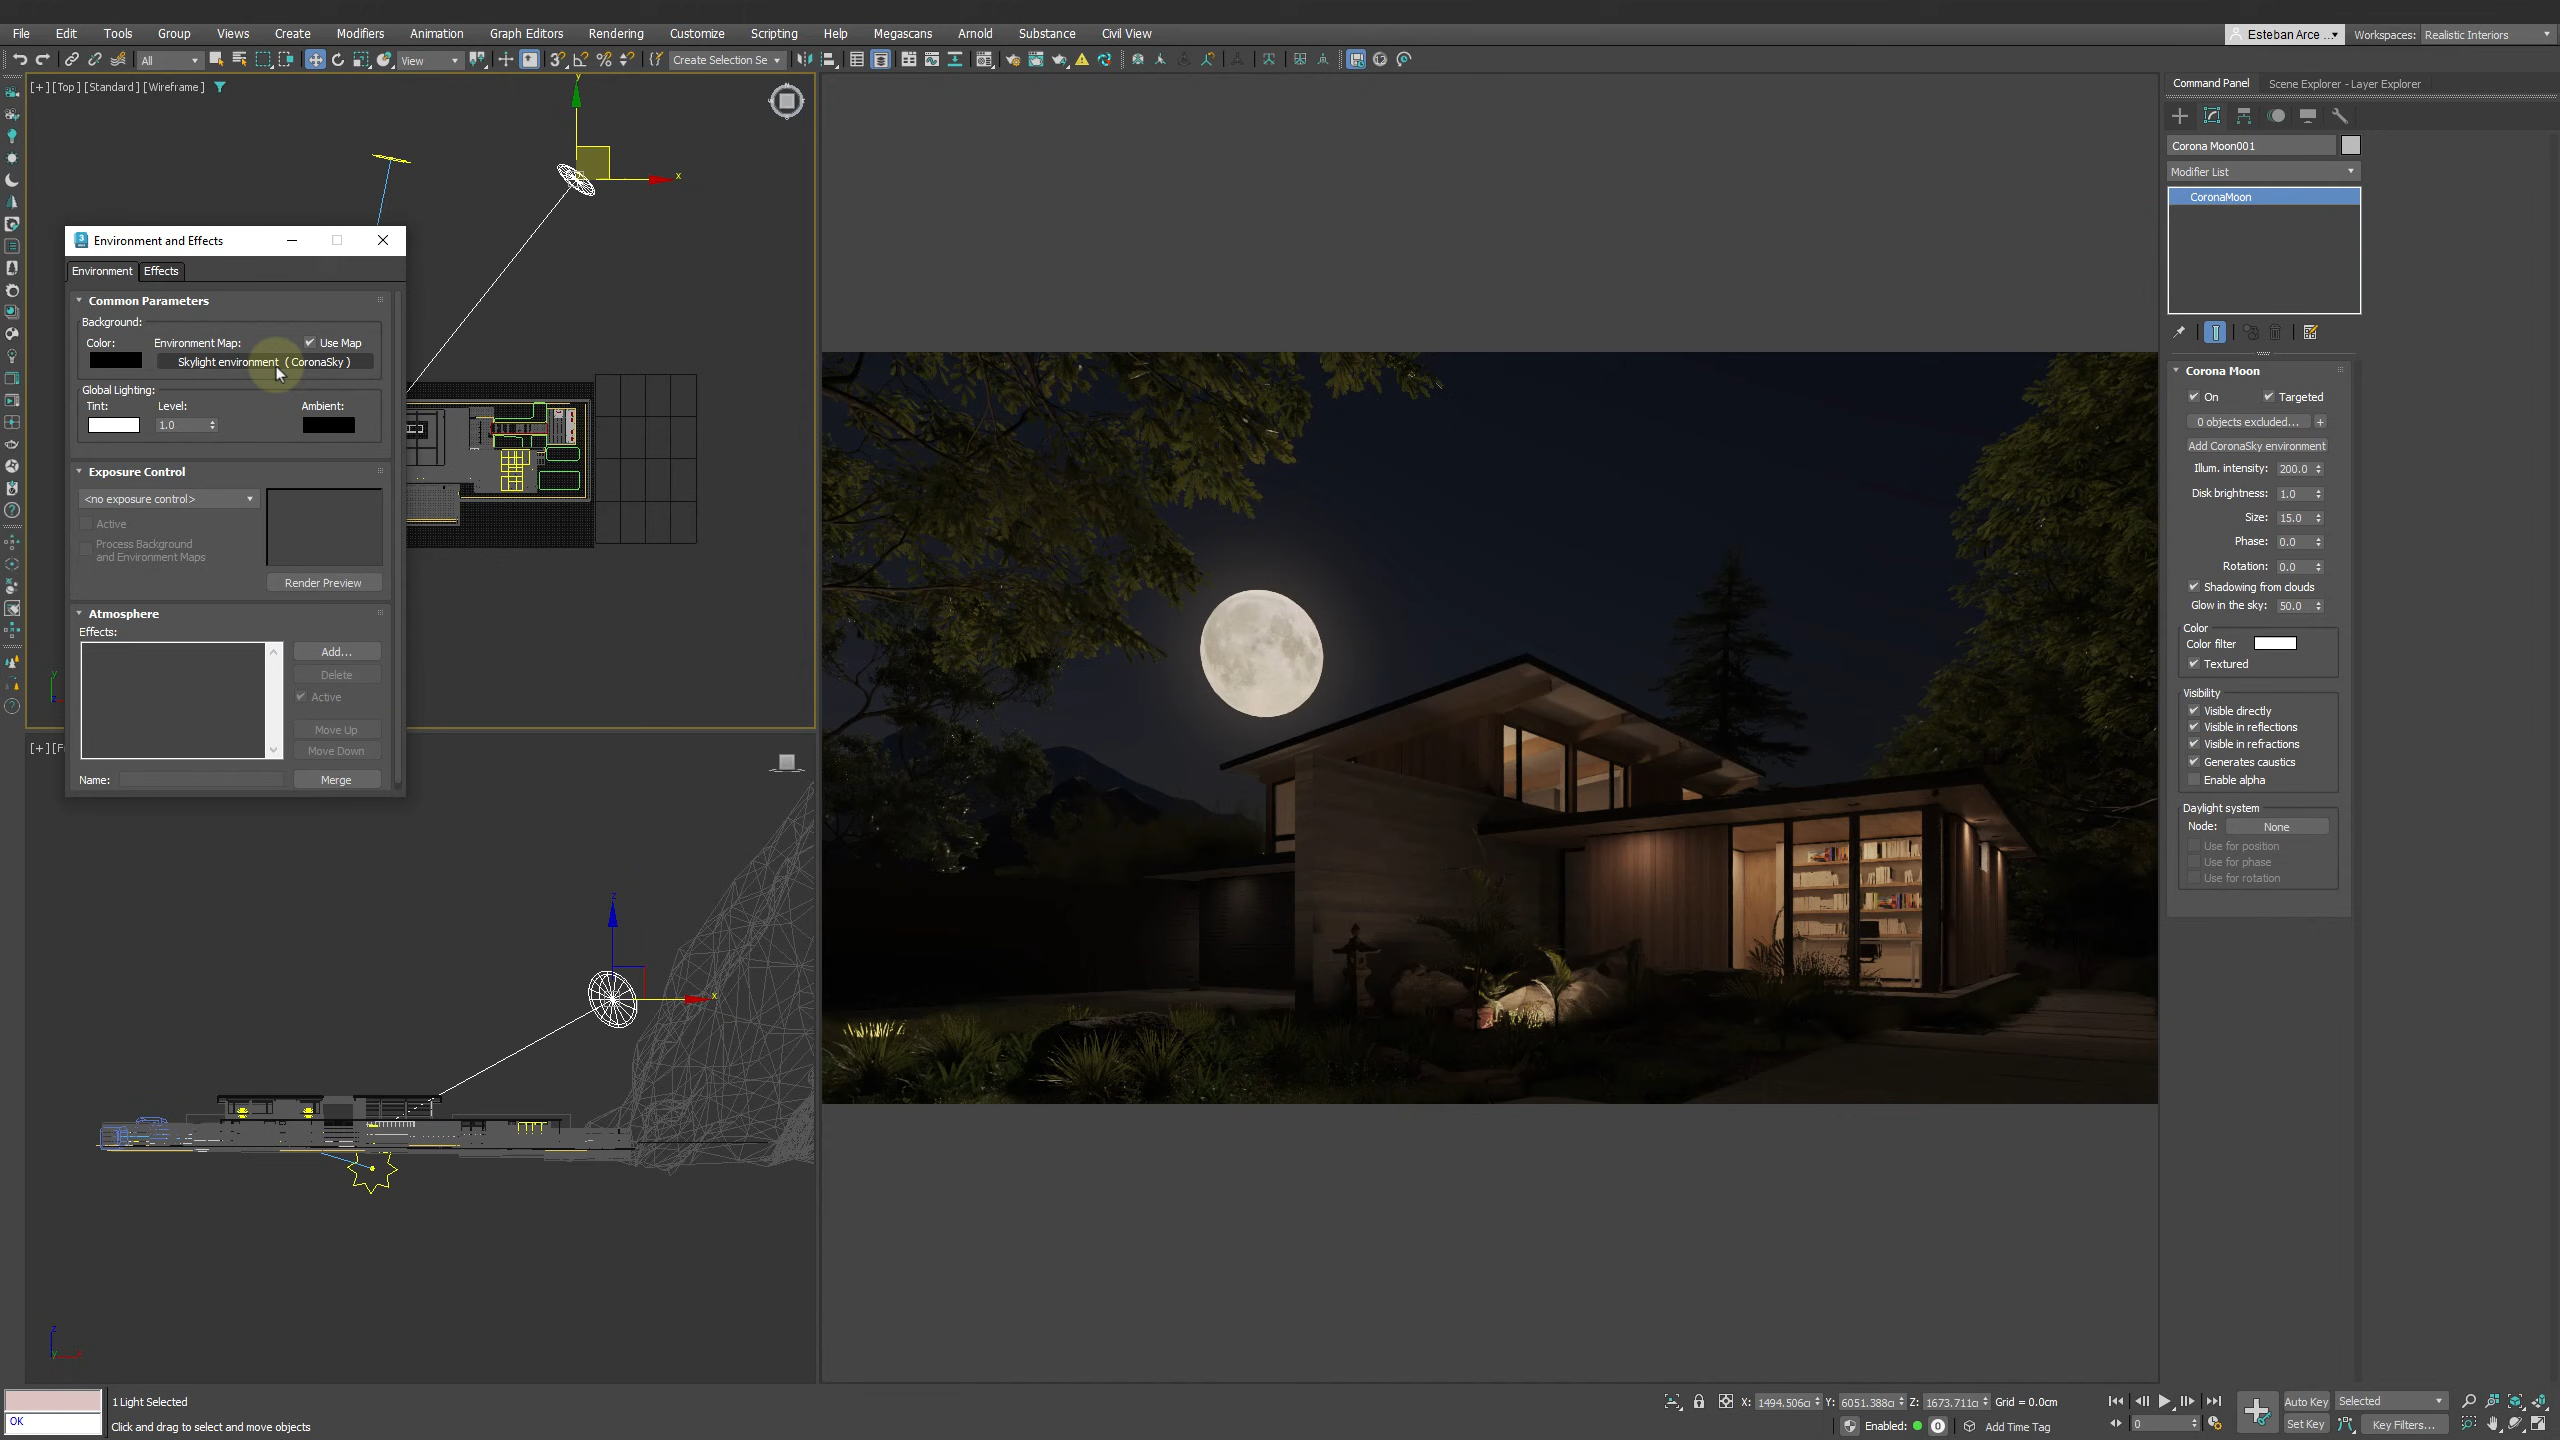 File Edit Tools Group Views Create Modifiers Animation Graph Editors Rendering Customize Scripting Help Megascans Arnold Substance Civil View
Esteban Arce ... Workspaces: Realistic Interiors
All View Create Selection Se
[+] [Top ] [Standard ] [Wireframe ]
y
x
Command Panel Scene Explorer - Layer Explorer
Corona Moon001
Modifier List
CoronaMoon
Environment and Effects
Environment Effects
Common Parameters
Background:
Color: Environment Map: Use Map
Skylight environment ( CoronaSky )
Global Lighting:
Tint: Level: Ambient:
1.0
Exposure Control
<no exposure control>
Active
Process Background
and Environment Maps
Render Preview
Atmosphere
Effects:
Add...
Delete
Active
Move Up
Move Down
Name: Merge
[+] [F
z
x
Corona Moon
On Targeted
0 objects excluded... +
Add CoronaSky environment
Illum. intensity: 200.0
Disk brightness: 1.0
Size: 15.0
Phase: 0.0
Rotation: 0.0
Shadowing from clouds
Glow in the sky: 50.0
Color
Color filter
Textured
Visibility
Visible directly
Visible in reflections
Visible in refractions
Generates caustics
Enable alpha
Daylight system
Node: None
Use for position
Use for phase
Use for rotation
1 Light Selected
OK
Click and drag to select and move objects
X: 1494.506c Y: 6051.388c Z: 1673.711c Grid = 0.0cm
Enabled: 0 Add Time Tag
0
Auto Key Selected
Set Key Key Filters...